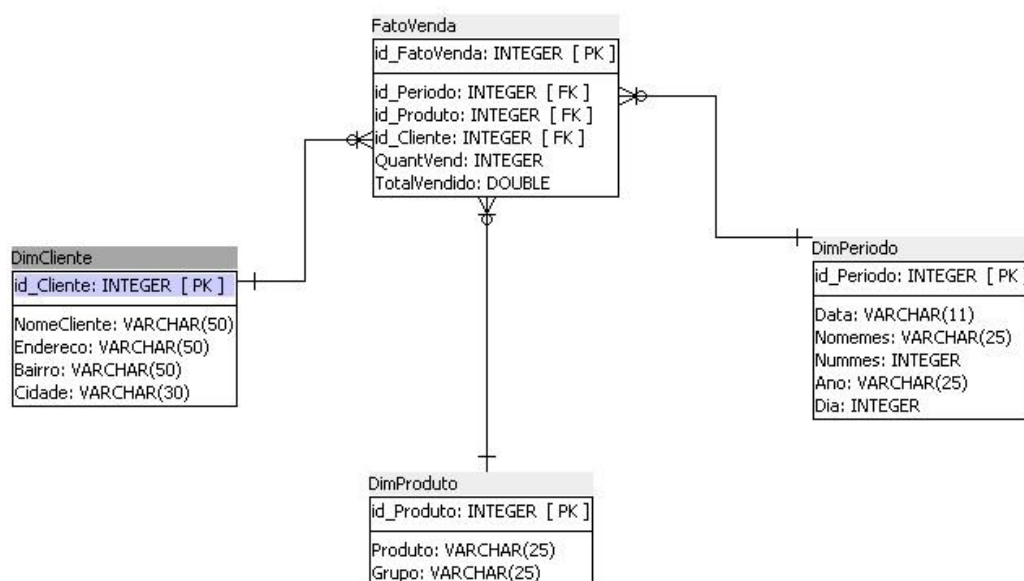 FatoVenda
id_FatoVenda: INTEGER [ PK ]
id_Periodo: INTEGER [ FK ]
id_Produto: INTEGER [ FK ]
id_Cliente: INTEGER [ FK ]
QuantVend: INTEGER
TotalVendido: DOUBLE
DimCliente
id_Cliente: INTEGER [ PK ]
NomeCliente: VARCHAR(50)
Endereco: VARCHAR(50)
Bairro: VARCHAR(50)
Cidade: VARCHAR(30)
DimPeriodo
id_Periodo: INTEGER [ PK ]
Data: VARCHAR(11)
Nomemes: VARCHAR(25)
Nummes: INTEGER
Ano: VARCHAR(25)
Dia: INTEGER
DimProduto
id_Produto: INTEGER [ PK ]
Produto: VARCHAR(25)
Grupo: VARCHAR(25)